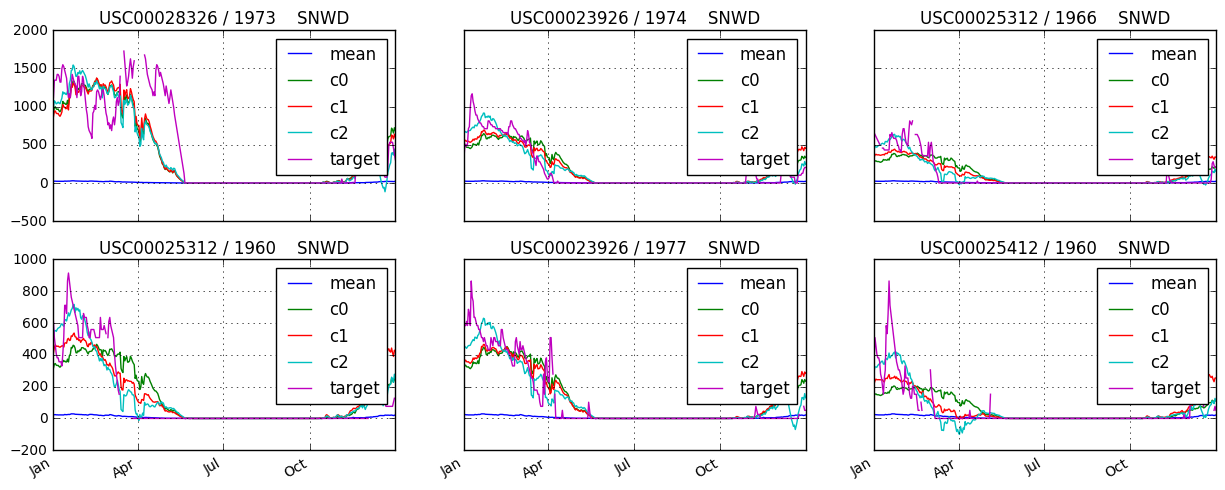 USC00028326 / 1973 SNWD
USC00023926 / 1974 SNWD
USC00025312 / 1966 SNWD
2000
1500
1000
500
0
−500
mean
c0
c1
c2
target
mean
c0
c1
c2
target
mean
c0
c1
c2
target
USC00025312 / 1960 SNWD
USC00023926 / 1977 SNWD
USC00025412 / 1960 SNWD
1000
800
600
400
200
0
−200
mean
c0
c1
c2
target
mean
c0
c1
c2
target
mean
c0
c1
c2
target
Jan Apr Jul Oct
Jan Apr Jul Oct
Jan Apr Jul Oct